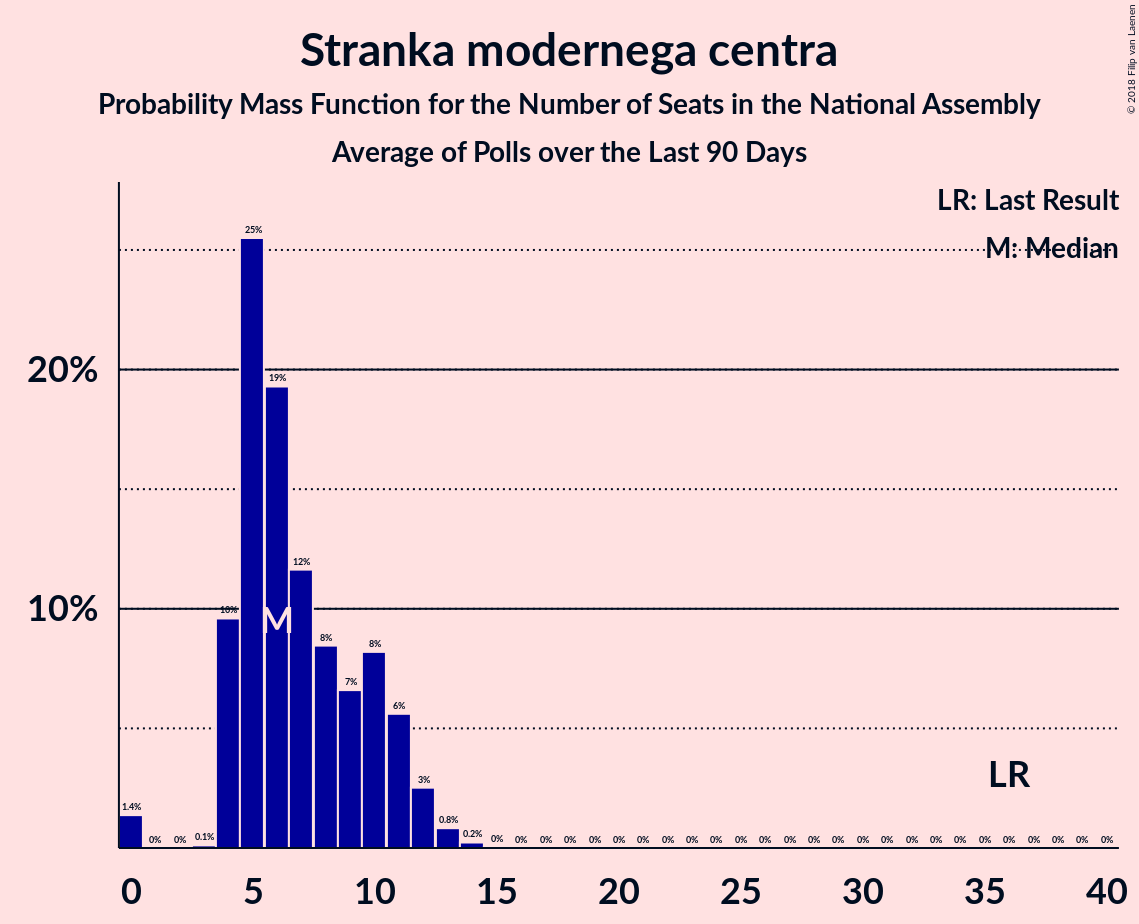 Stranka modernega centra
Probability Mass Function for the Number of Seats in the National Assembly
Average of Polls over the Last 90 Days
© 2018 Filip van Laenen
LR: Last Result
M: Median
25%
20%
19%
12%
10%
10%
M
8%
7%
8%
6%
LR
3%
1.4% 0% 0% 0.1% 0.8% 0.2% 0% 0% 0% 0% 0% 0% 0% 0% 0% 0% 0% 0% 0% 0% 0% 0% 0% 0% 0% 0% 0% 0% 0% 0% 0% 0%
0 5 10 15 20 25 30 35 40